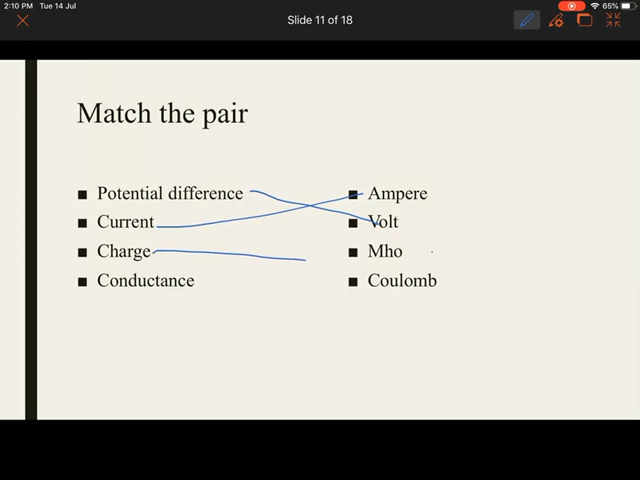 2:10 PM Tue 14 Jul 65%
Slide 11 of 18
Match the pair
Potential difference Ampere
Current Volt
Charge Mho
Conductance Coulomb